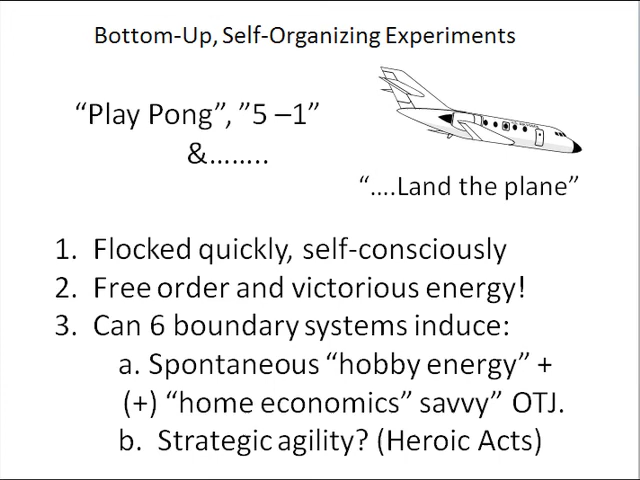 Bottom-Up, Self-Organizing Experiments
“Play Pong”, ”5 –1”
&........
“....Land the plane”
1. Flocked quickly, self-consciously
2. Free order and victorious energy!
3. Can 6 boundary systems induce:
a. Spontaneous “hobby energy” +
(+) “home economics” savvy” OTJ.
b. Strategic agility? (Heroic Acts)